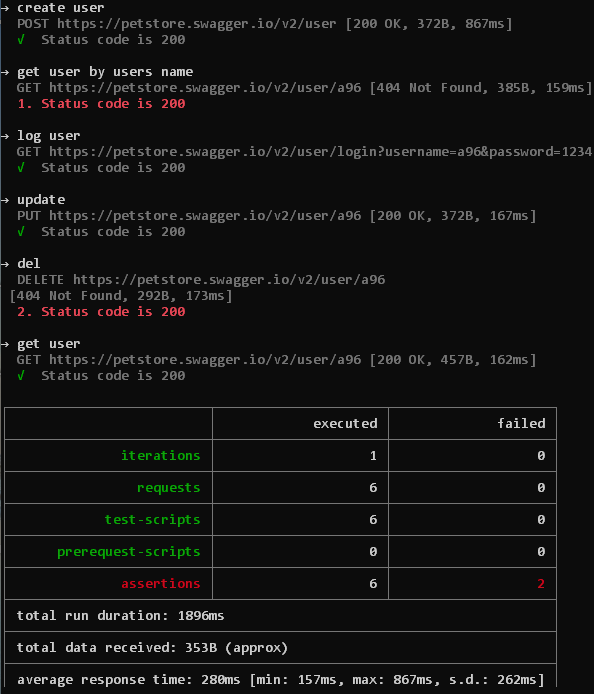 → create user
POST https://petstore.swagger.io/v2/user [200 OK, 372B, 867ms]
√ Status code is 200
→ get user by users name
GET https://petstore.swagger.io/v2/user/a96 [404 Not Found, 385B, 159ms]
1. Status code is 200
→ log user
GET https://petstore.swagger.io/v2/user/login?username=a96&password=1234
√ Status code is 200
→ update
PUT https://petstore.swagger.io/v2/user/a96 [200 OK, 372B, 167ms]
√ Status code is 200
→ del
DELETE https://petstore.swagger.io/v2/user/a96
[404 Not Found, 292B, 173ms]
2. Status code is 200
→ get user
GET https://petstore.swagger.io/v2/user/a96 [200 OK, 457B, 162ms]
√ Status code is 200
executed failed
iterations 1 0
requests 6 0
test-scripts 6 0
prerequest-scripts 0 0
assertions 6 2
total run duration: 1896ms
total data received: 353B (approx)
average response time: 280ms [min: 157ms, max: 867ms, s.d.: 262ms]